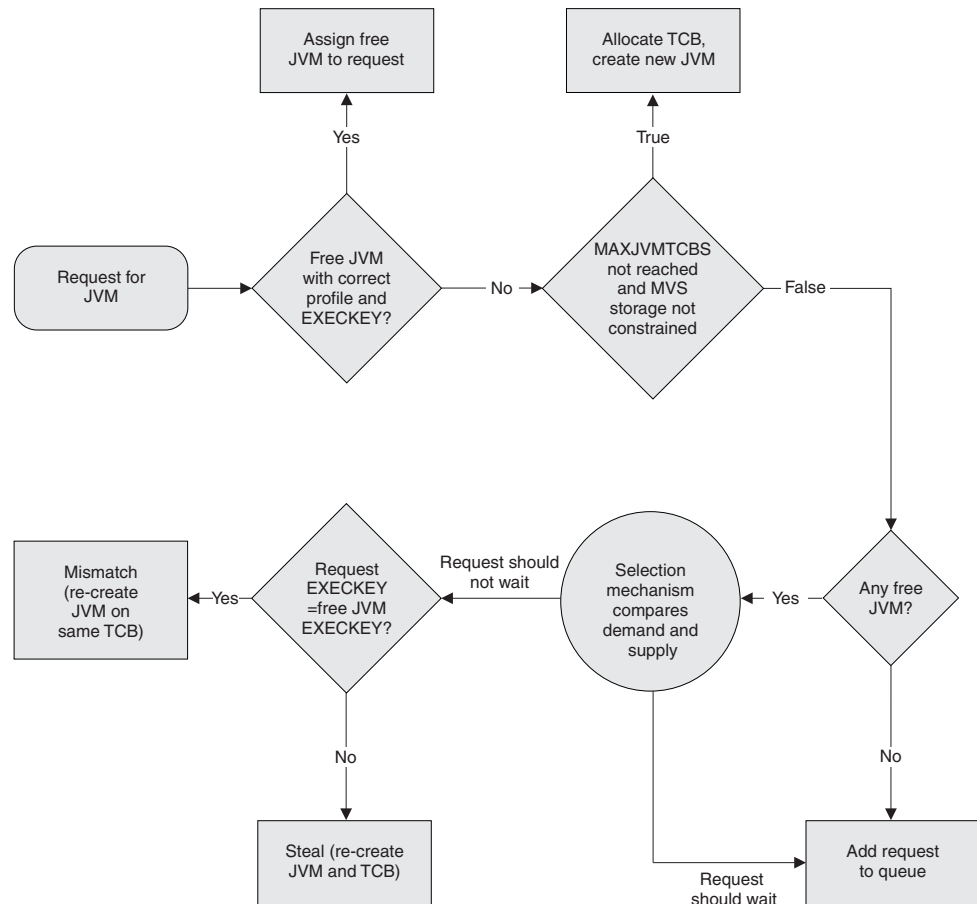 Assign free
JVM to request
Allocate TCB,
create new JVM
Yes
True
Request for
JVM
Free JVM
with correct
profile and
EXECKEY?
No
MAXJVMTCBS
not reached
and MVS
storage not
constrained
False
Mismatch
(re-create
JVM on
same TCB)
Yes
Request
EXECKEY
=free JVM
EXECKEY?
Request should
not wait
Selection
mechanism
compares
demand and
supply
Yes
Any free
JVM?
No
No
Steal (re-create
JVM and TCB)
Request
should wait
Add request
to queue